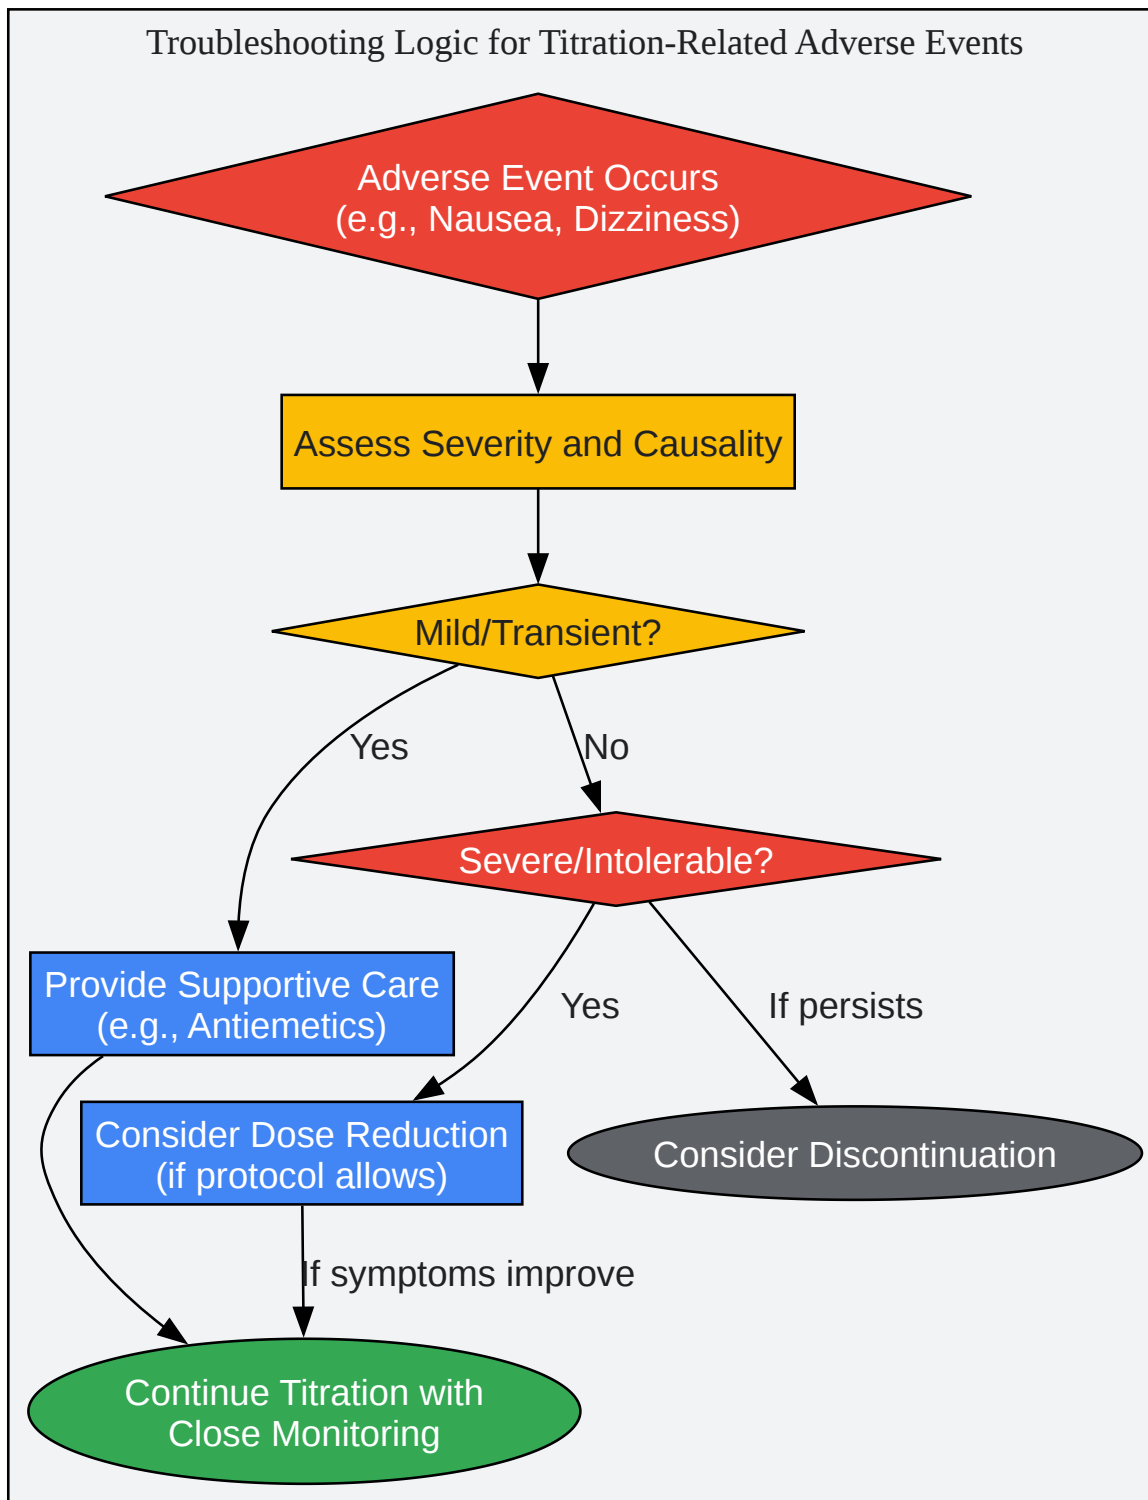 Troubleshooting Logic for Titration-Related Adverse Events
Adverse Event Occurs
(e.g., Nausea, Dizziness)
Assess Severity and Causality
Mild/Transient?
Yes
No
Severe/Intolerable?
Provide Supportive Care
(e.g., Antiemetics)
Yes
If persists
Consider Dose Reduction
(if protocol allows)
Consider Discontinuation
If symptoms improve
Continue Titration with
Close Monitoring